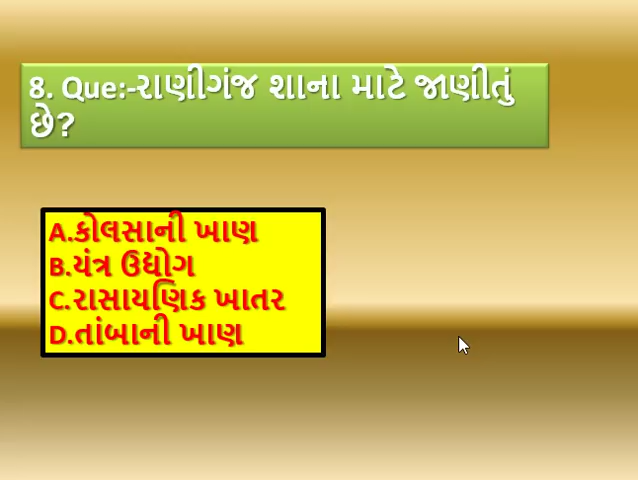 8. Que:-રાણીગંજ શાના માટે જાણીતું
છે?
A.કોલસાની ખાણ
B.યંત્ર ઉદ્યોગ
C.રાસાયણિક ખાતર
D.તાંબાની ખાણ